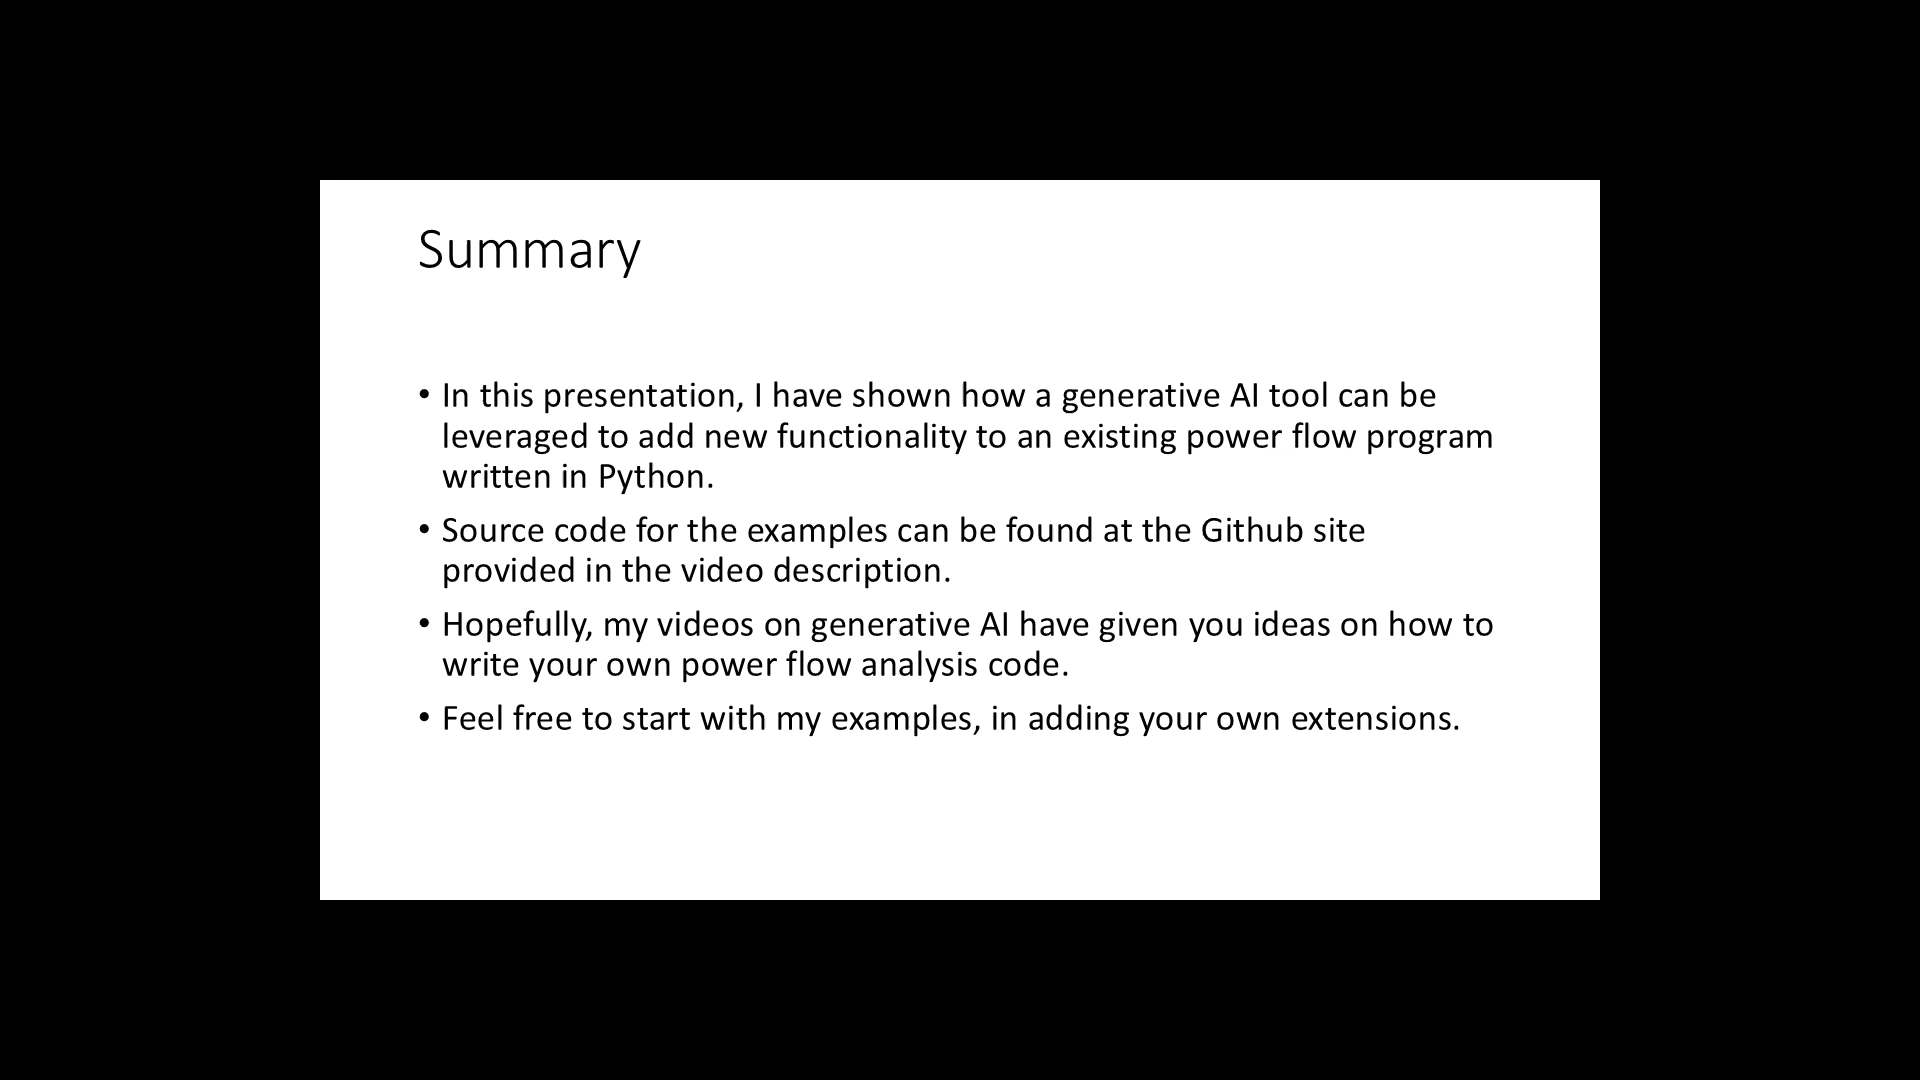 Summary
• In this presentation, I have shown how a generative AI tool can be
leveraged to add new functionality to an existing power flow program
written in Python.
• Source code for the examples can be found at the Github site
provided in the video description.
• Hopefully, my videos on generative AI have given you ideas on how to
write your own power flow analysis code.
• Feel free to start with my examples, in adding your own extensions.